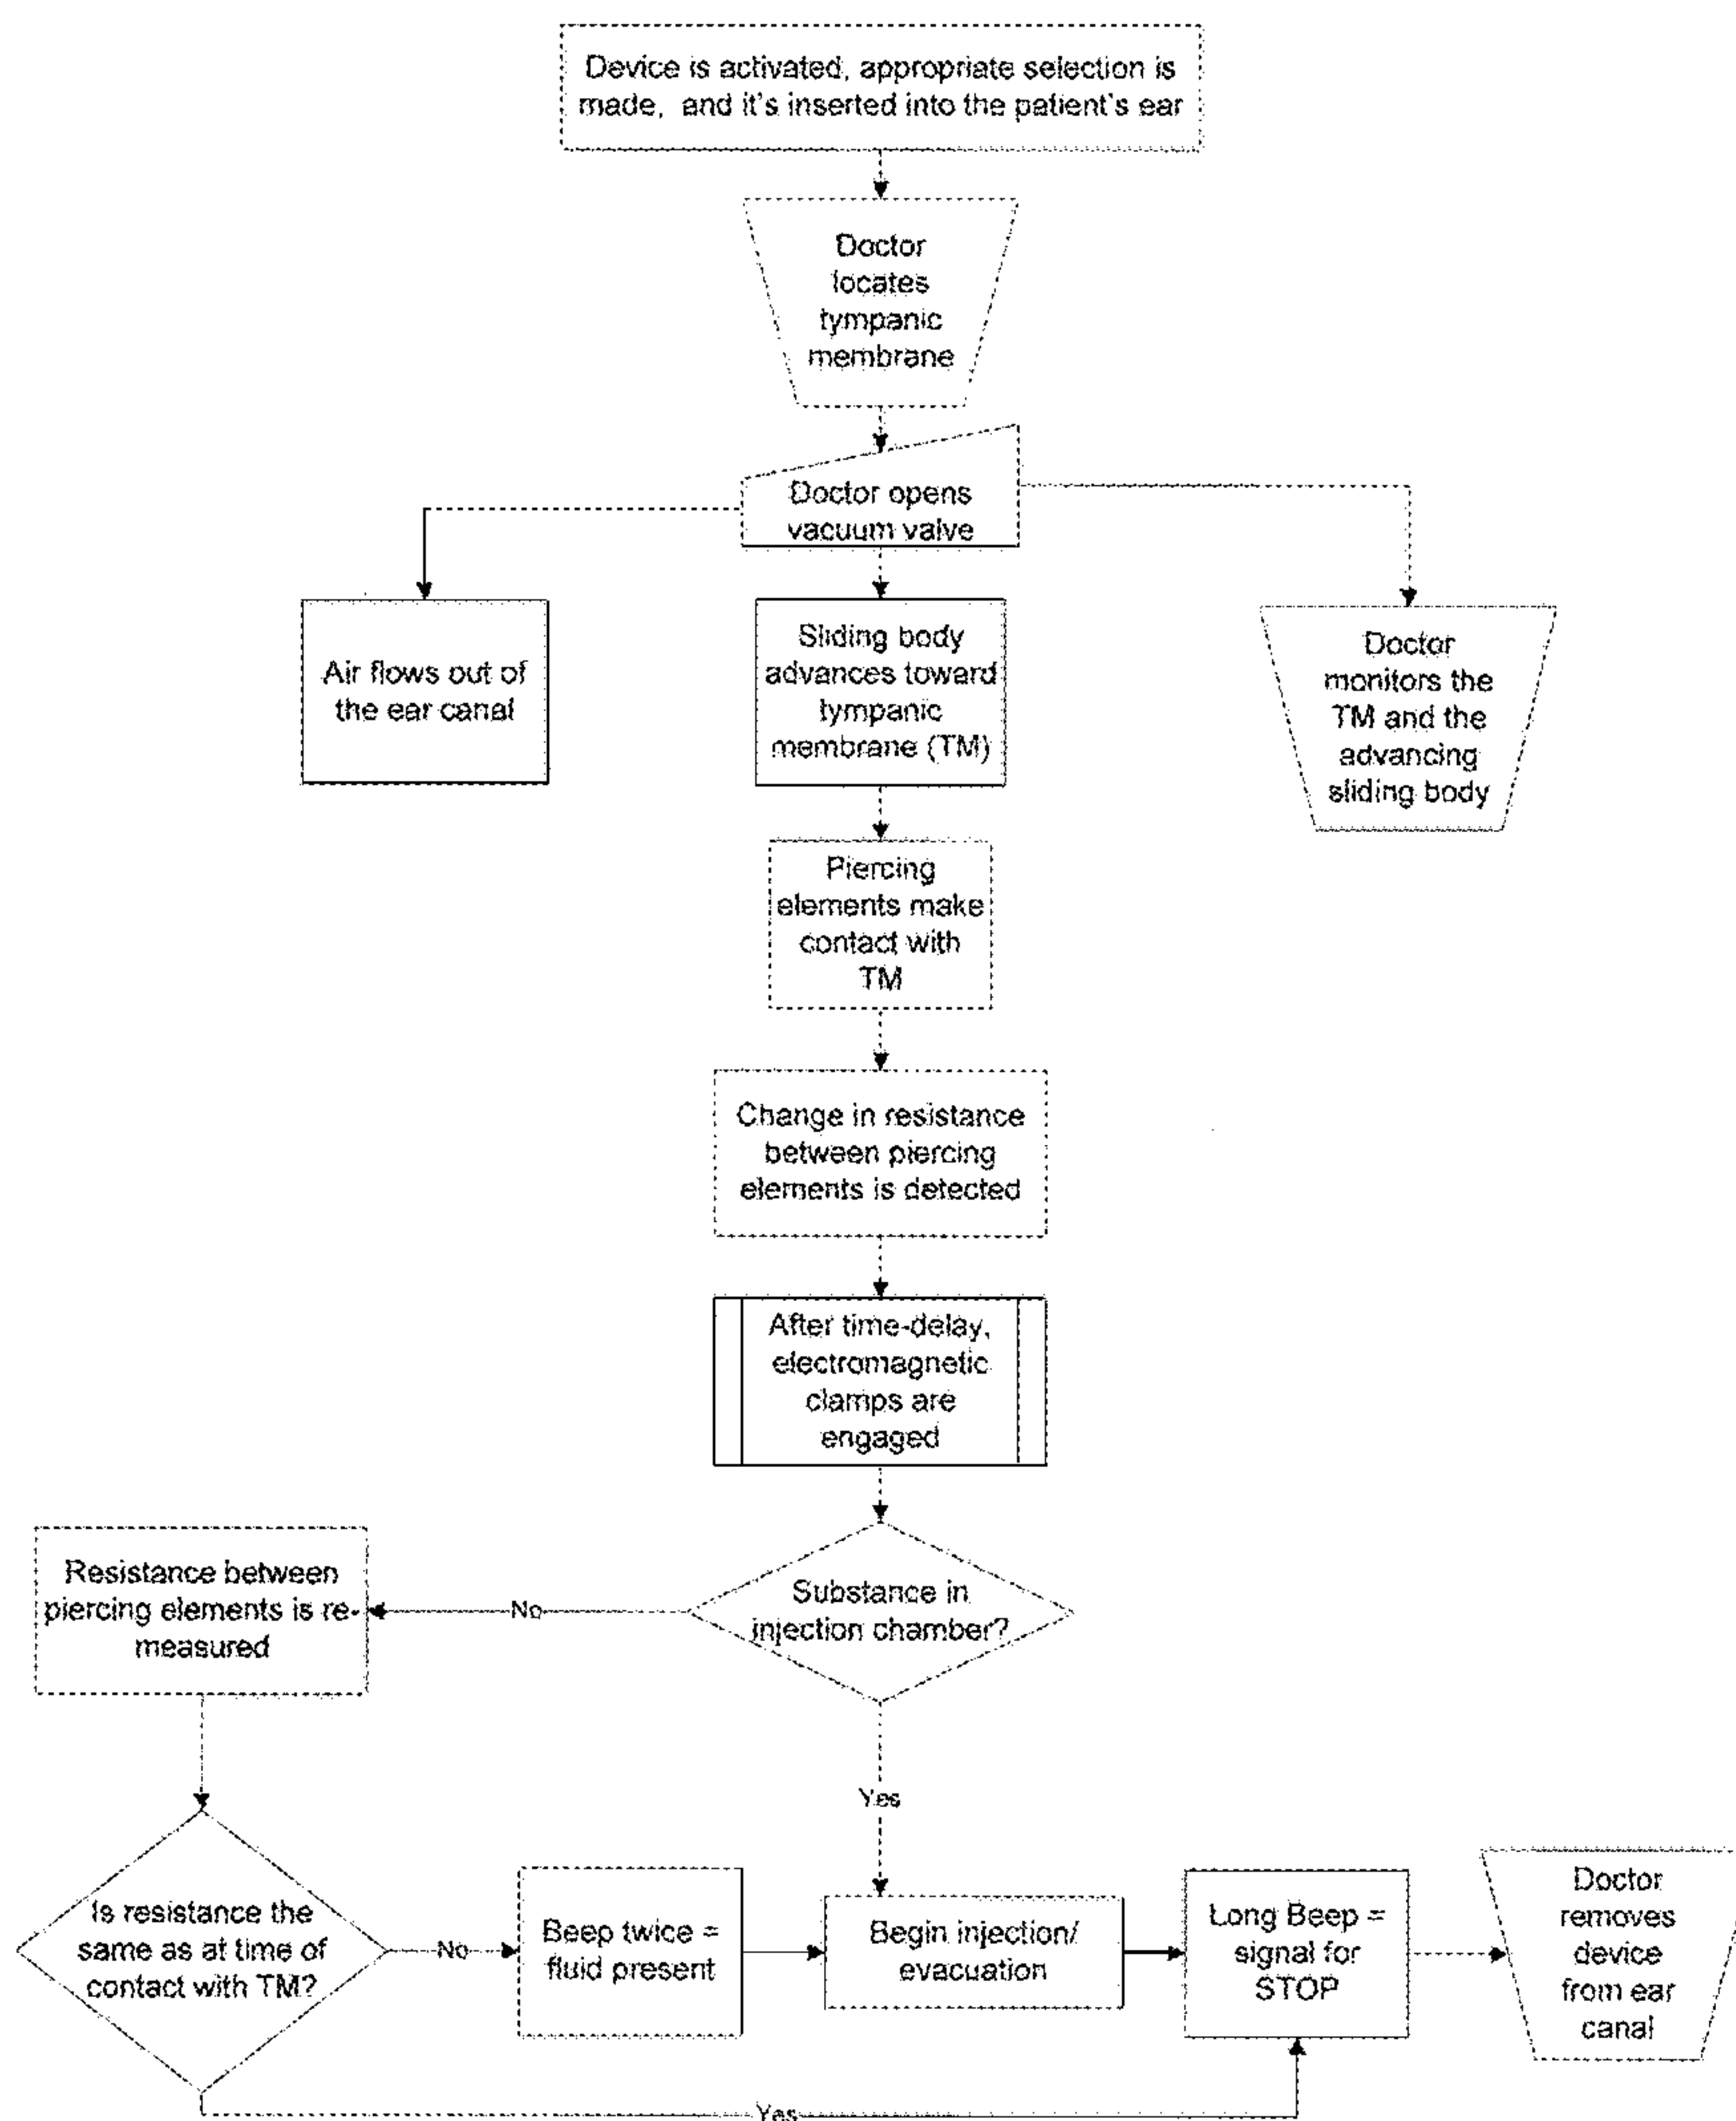 Device is activated, appropriate selection is
made, and it's inserted into the patient's ear
Doctor
locates
tympanic
membrane
Doctor opens
vacuum valve
Air flows out of
the ear canal
Sliding body
advances toward
tympanic
membrane (TM)
Doctor
monitors the
TM and the
advancing
sliding body
Piercing
elements make
contact with
TM
Change in resistance
between piercing
elements is detected
After time-delay,
electromagnetic
clamps are
engaged
Substance in
injection chamber?
No
Resistance between
piercing elements is re-
measured
Yes
Is resistance the
same as at time of
contact with TM?
No
Beep twice =
fluid present
Begin injection/
evacuation
Long Beep =
signal for
STOP
Doctor
removes
device
from ear
canal
Yes